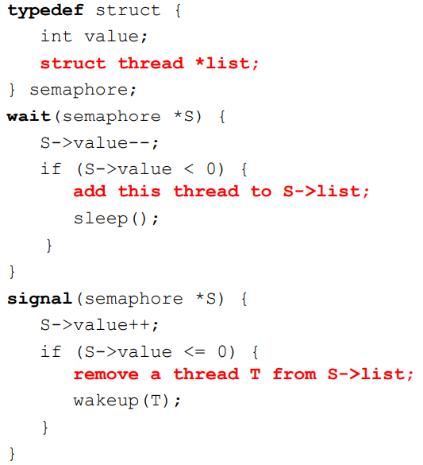 typedef struct {
int value;
struct thread *list;
} semaphore;
wait(semaphore *S) {
S->value--;
if (S->value < 0) {
add this thread to S->list;
sleep();
}
}
signal(semaphore *S) {
S->value++;
if (S->value <= 0) {
remove a thread T from S->list;
wakeup(T);
}
}